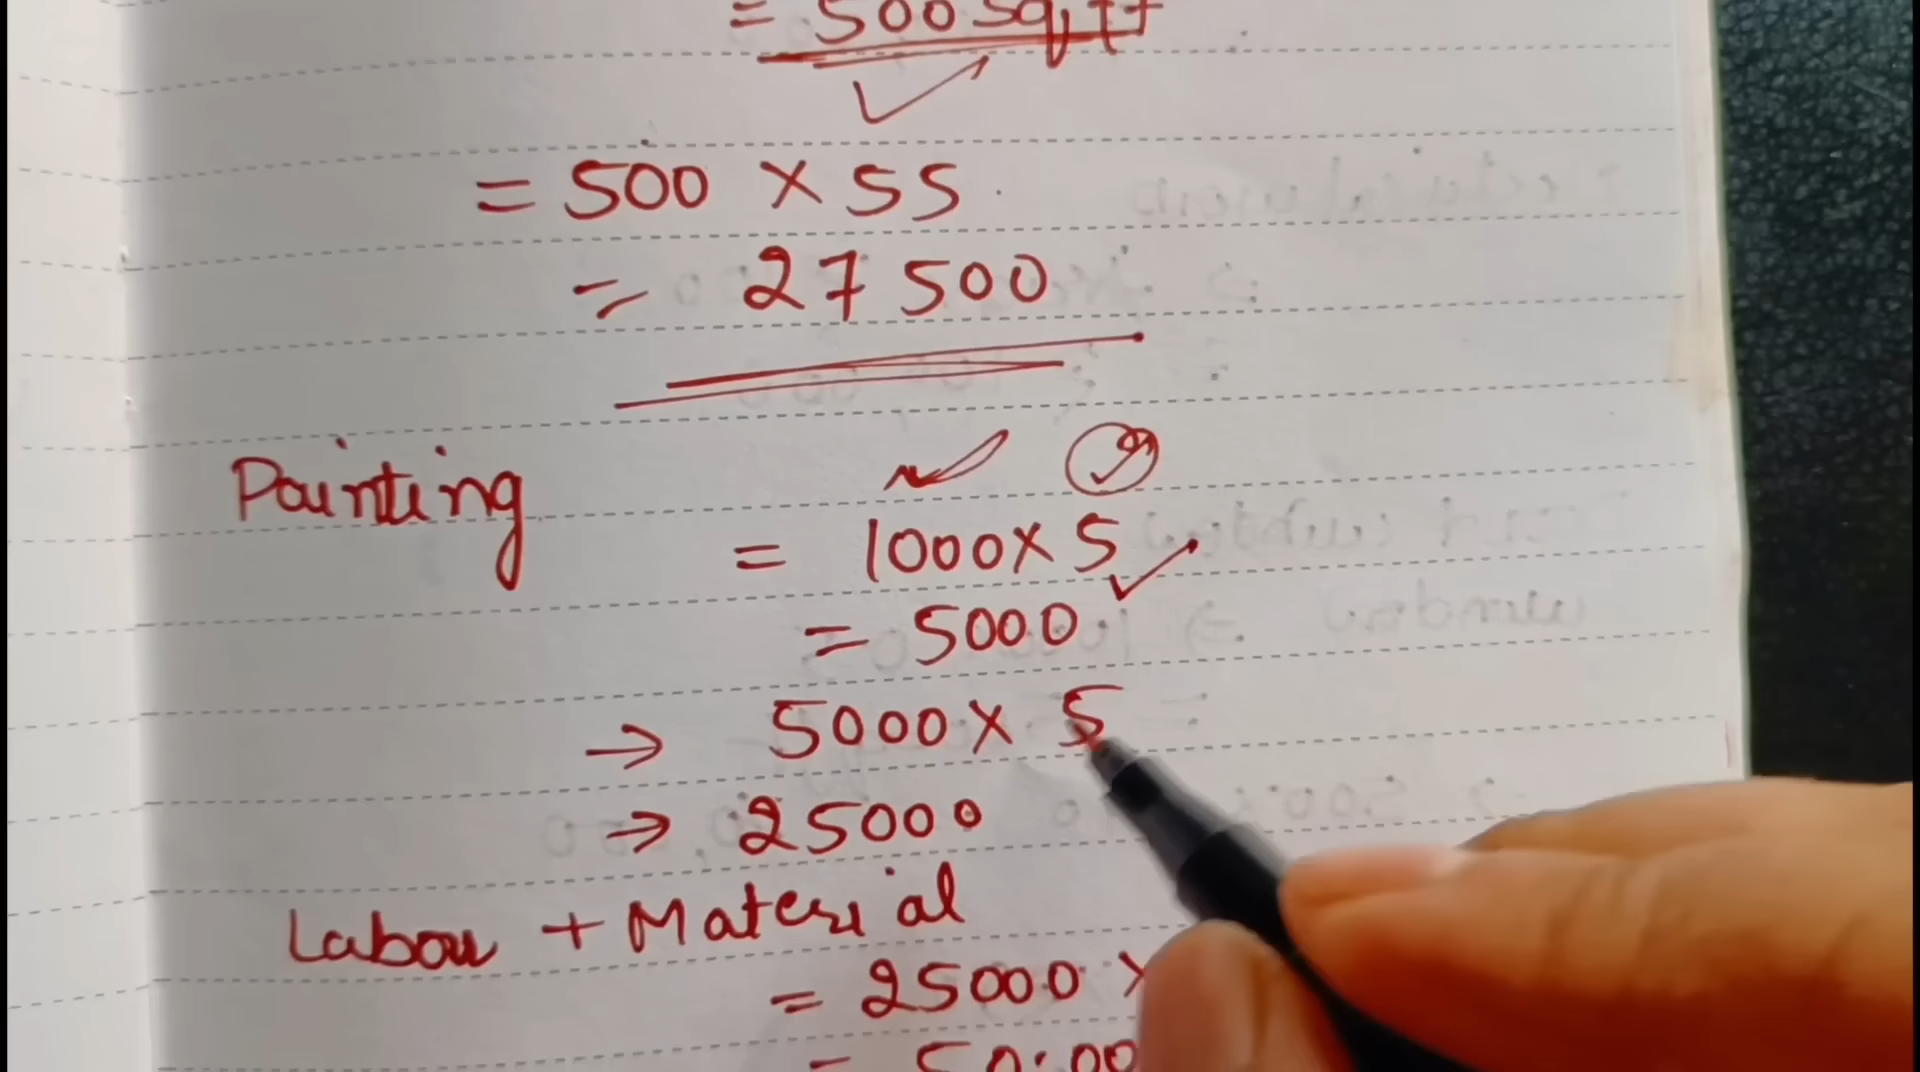 = 500 Sq.ft
= 500 × 55
= 27500
Painting
= 1000 × 5
= 5000
→ 5000 × 5
→ 25000
Labou + Material
= 25000 ×